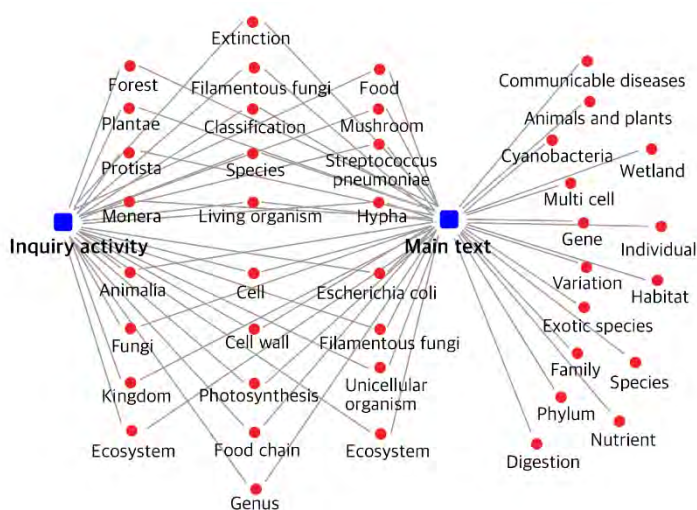 Extinction
Forest
Filamentous fungi
Food
Communicable diseases
Plantae
Classification
Mushroom
Animals and plants
Protista
Species
Streptococcus
pneumoniae
Cyanobacteria
Wetland
Monera
Living organism
Hypha
Multi cell
Inquiry activity
Main text
Gene
Individual
Animalia
Cell
Escherichia coli
Variation
Habitat
Fungi
Cell wall
Filamentous fungi
Exotic species
Kingdom
Photosynthesis
Unicellular
organism
Family
Species
Ecosystem
Food chain
Ecosystem
Phylum
Nutrient
Digestion
Genus